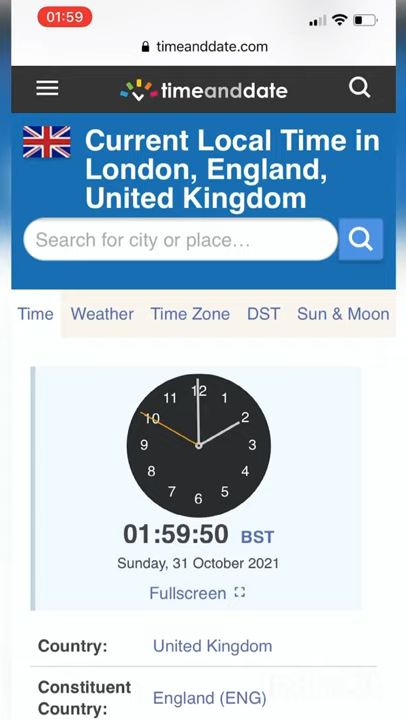 01:59
timeanddate.com
timeanddate
Current Local Time in
London, England,
United Kingdom
Search for city or place...
Time Weather Time Zone DST Sun & Moon
12
11 1
10 2
9 3
8 4
7 5
6
01:59:50 BST
Sunday, 31 October 2021
Fullscreen
Country: United Kingdom
Constituent
Country: England (ENG)